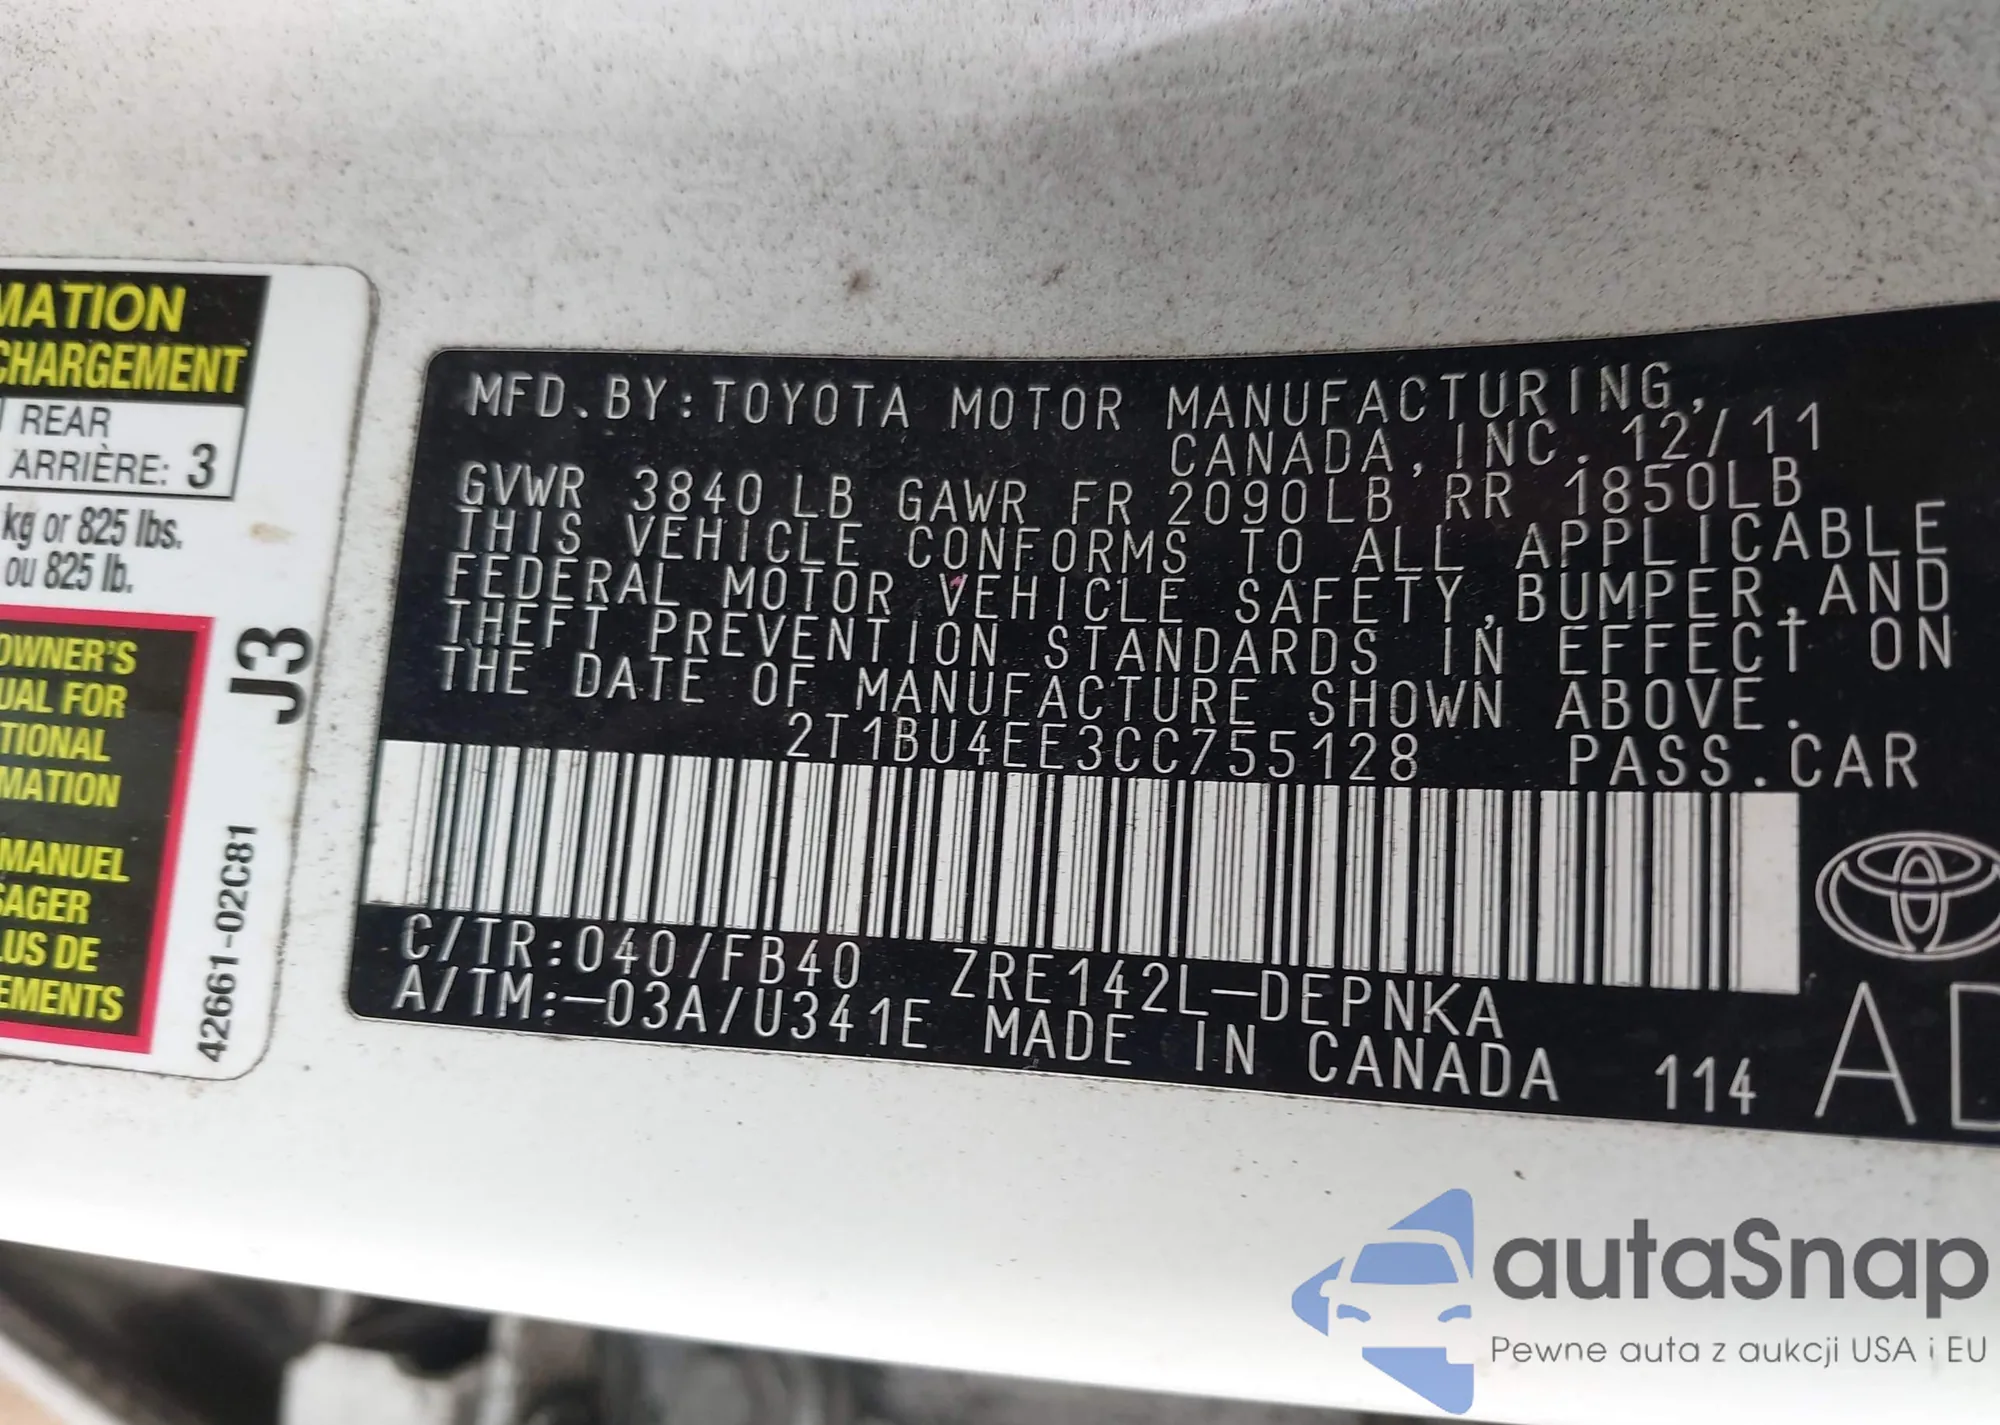 MATION
CHARGEMENT
REAR
ARRIÈRE: 3
kg or 825 lbs.
ou 825 lb.
OWNER'S
UAL FOR
TIONAL
MATION
MANUEL
SAGER
LUS DE
EMENTS
J3
42661-02C81
MFD.BY:TOYOTA MOTOR MANUFACTURING,
CANADA,INC. 12/11
GVWR 3840 LB GAWR FR 2090LB RR 1850LB
THIS VEHICLE CONFORMS TO ALL APPLICABLE
FEDERAL MOTOR VEHICLE SAFETY,BUMPER,AND
THEFT PREVENTION STANDARDS IN EFFECT ON
THE DATE OF MANUFACTURE SHOWN ABOVE.
2T1BU4EE3CC755128 PASS.CAR
C/TR:040/FB40 ZRE142L-DEPNKA
A/TM:-03A/U341E MADE IN CANADA 114
AD
autaSnap
Pewne auta z aukcji USA i EU